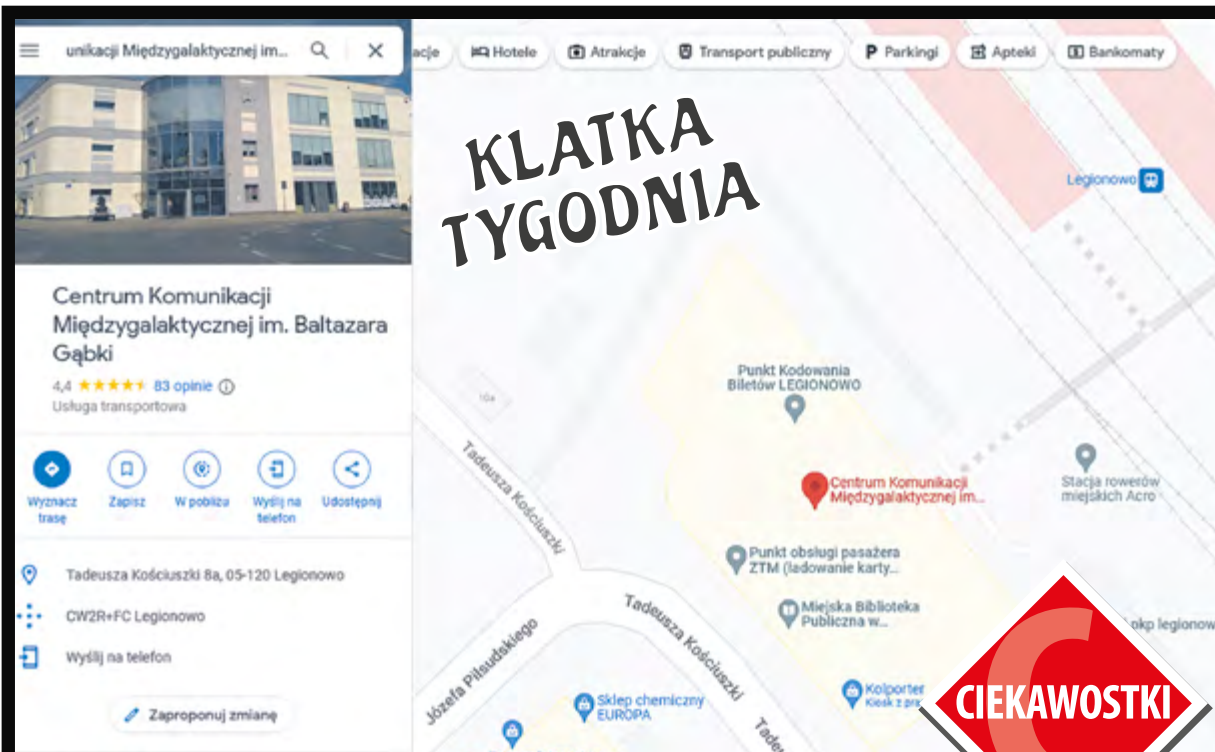 unikacji Międzygalaktycznej im...
acje
Hotele
Atrakcje
Transport publiczny
P Parkingi
Apteki
Bankomaty
KLATKA
TYGODNIA
Legionowo
Centrum Komunikacji
Międzygalaktycznej im. Baltazara
Gąbki
4,4
83 opinie
Usługa transportowa
Wyznacz
trasę
Zapisz
W pobliżu
Wyślij na
telefon
Udostępnij
Tadeusza Kościuszki 8a, 05-120 Legionowo
CW2R+FC Legionowo
Wyślij na telefon
Zaproponuj zmianę
Punkt Kodowania
Biletów LEGIONOWO
10a
Tadeusza Kościuszki
Centrum Komunikacji
Międzygalaktycznej im...
Stacja rowerów
miejskich Acro
Punkt obsługi pasażera
ZTM (ładowanie karty...
Miejska Biblioteka
Publiczna w...
Tadeusza Kościuszki
Józefa Piłsudskiego
okp legionow
Sklep chemiczny
EUROPA
Kolporter
Kiosk z pra
Tade
C
CIEKAWOSTKI